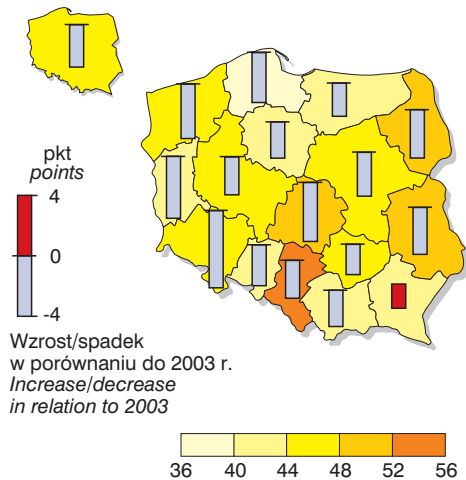 pkt
points
4
0
-4
Wzrost/spadek
w porównaniu do 2003 r.
Increase/decrease
in relation to 2003
36 40 44 48 52 56